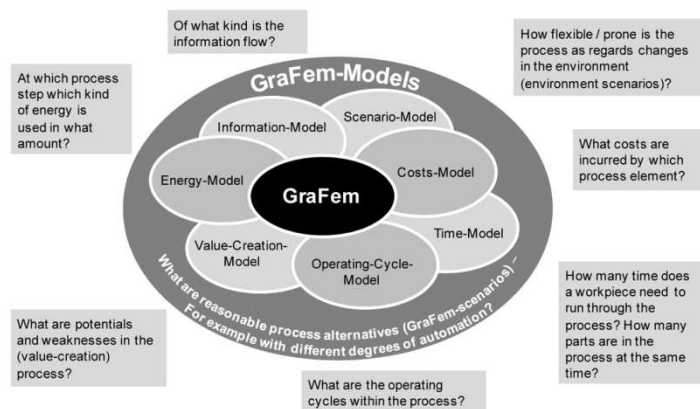 Of what kind is the
information flow?
How flexible / prone is the
process as regards changes
in the environment
(environment scenarios)?
At which process
step which kind
of energy is
used in what
amount?
GraFem-Models
Information-Model
Scenario-Model
Energy-Model
GraFem
Costs-Model
What costs are
incurred by which
process element?
Value-Creation-
Model
Operating-Cycle-
Model
Time-Model
What are reasonable process alternatives (GraFem-scenarios) –
For example with different degrees of automation?
How many time does
a workpiece need to
run through the
process? How many
parts are in the
process at the same
time?
What are potentials
and weaknesses in the
(value-creation)
process?
What are the operating
cycles within the process?